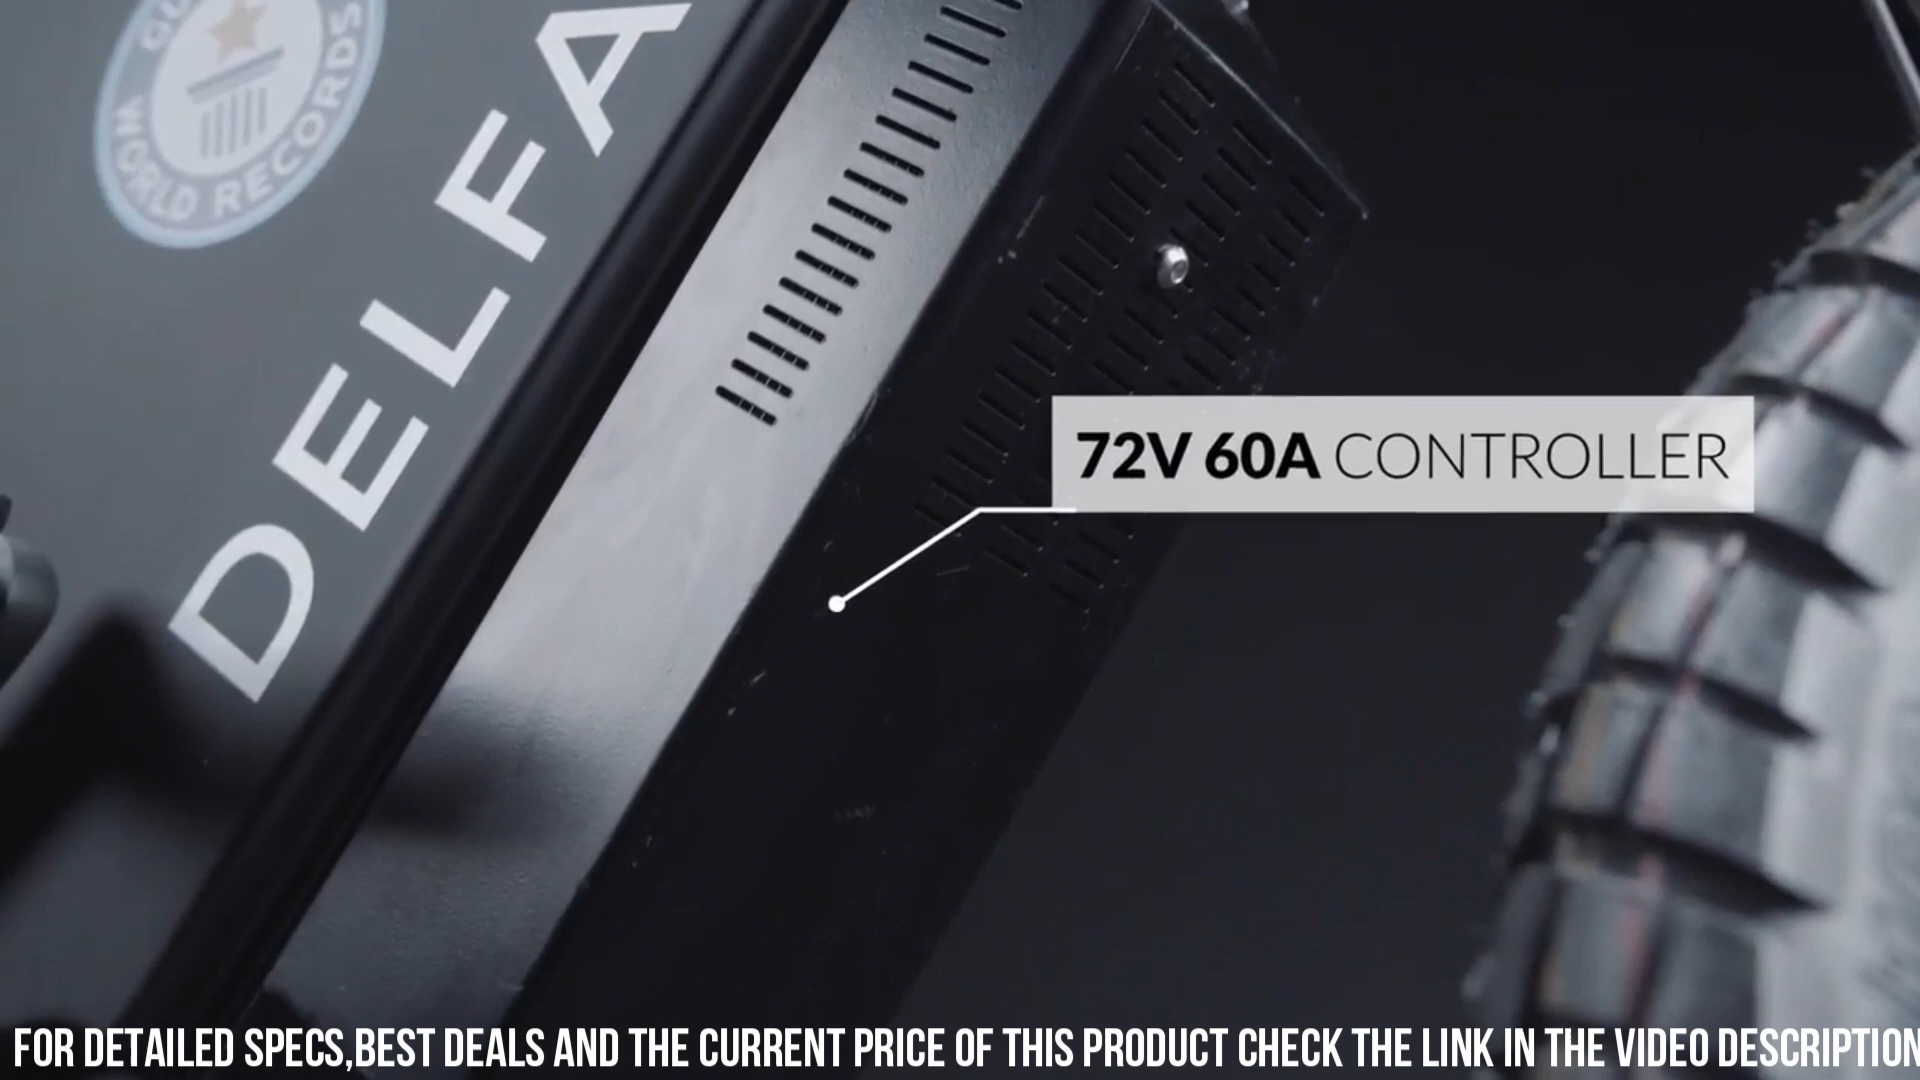 WORLD RECORDS
DELFA
72V 60A CONTROLLER
FOR DETAILED SPECS,BEST DEALS AND THE CURRENT PRICE OF THIS PRODUCT CHECK THE LINK IN THE VIDEO DESCRIPTION